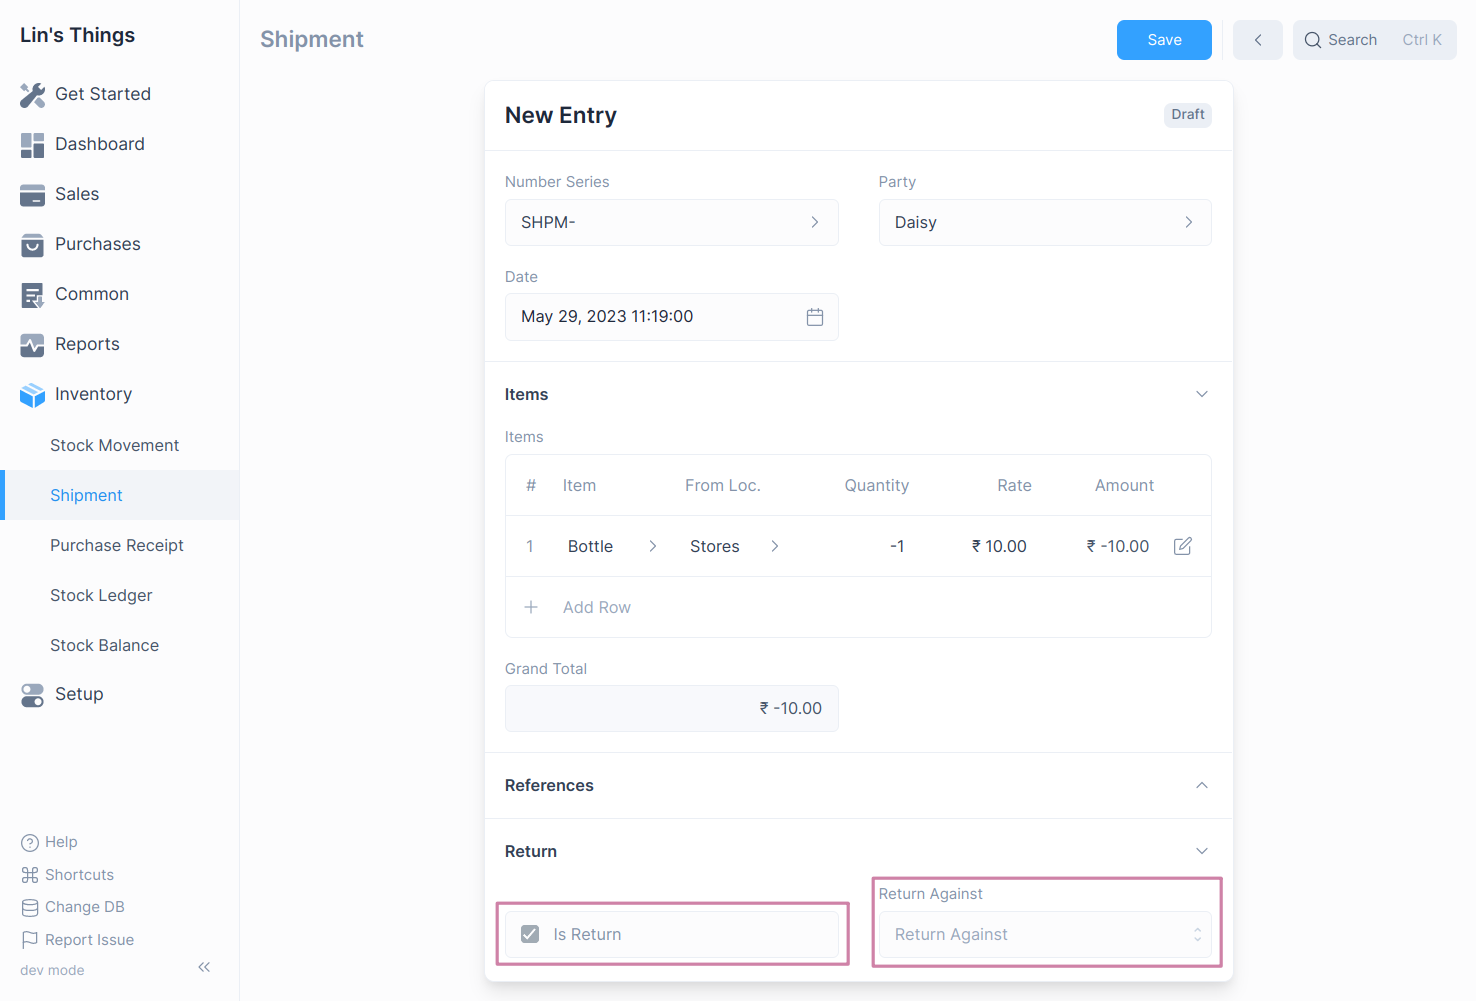 Lin's Things
Get Started
Dashboard
Sales
Purchases
Common
Reports
Inventory
Stock Movement
Shipment
Purchase Receipt
Stock Ledger
Stock Balance
Setup
Help
Shortcuts
Change DB
Report Issue
dev mode
Shipment
Save
Search Ctrl K
New Entry Draft
Number Series Party
SHPM- Daisy
Date
May 29, 2023 11:19:00
Items
Items
# Item From Loc. Quantity Rate Amount
1 Bottle Stores -1 ₹ 10.00 ₹ -10.00
Add Row
Grand Total
₹ -10.00
References
Return
Return Against
Is Return Return Against